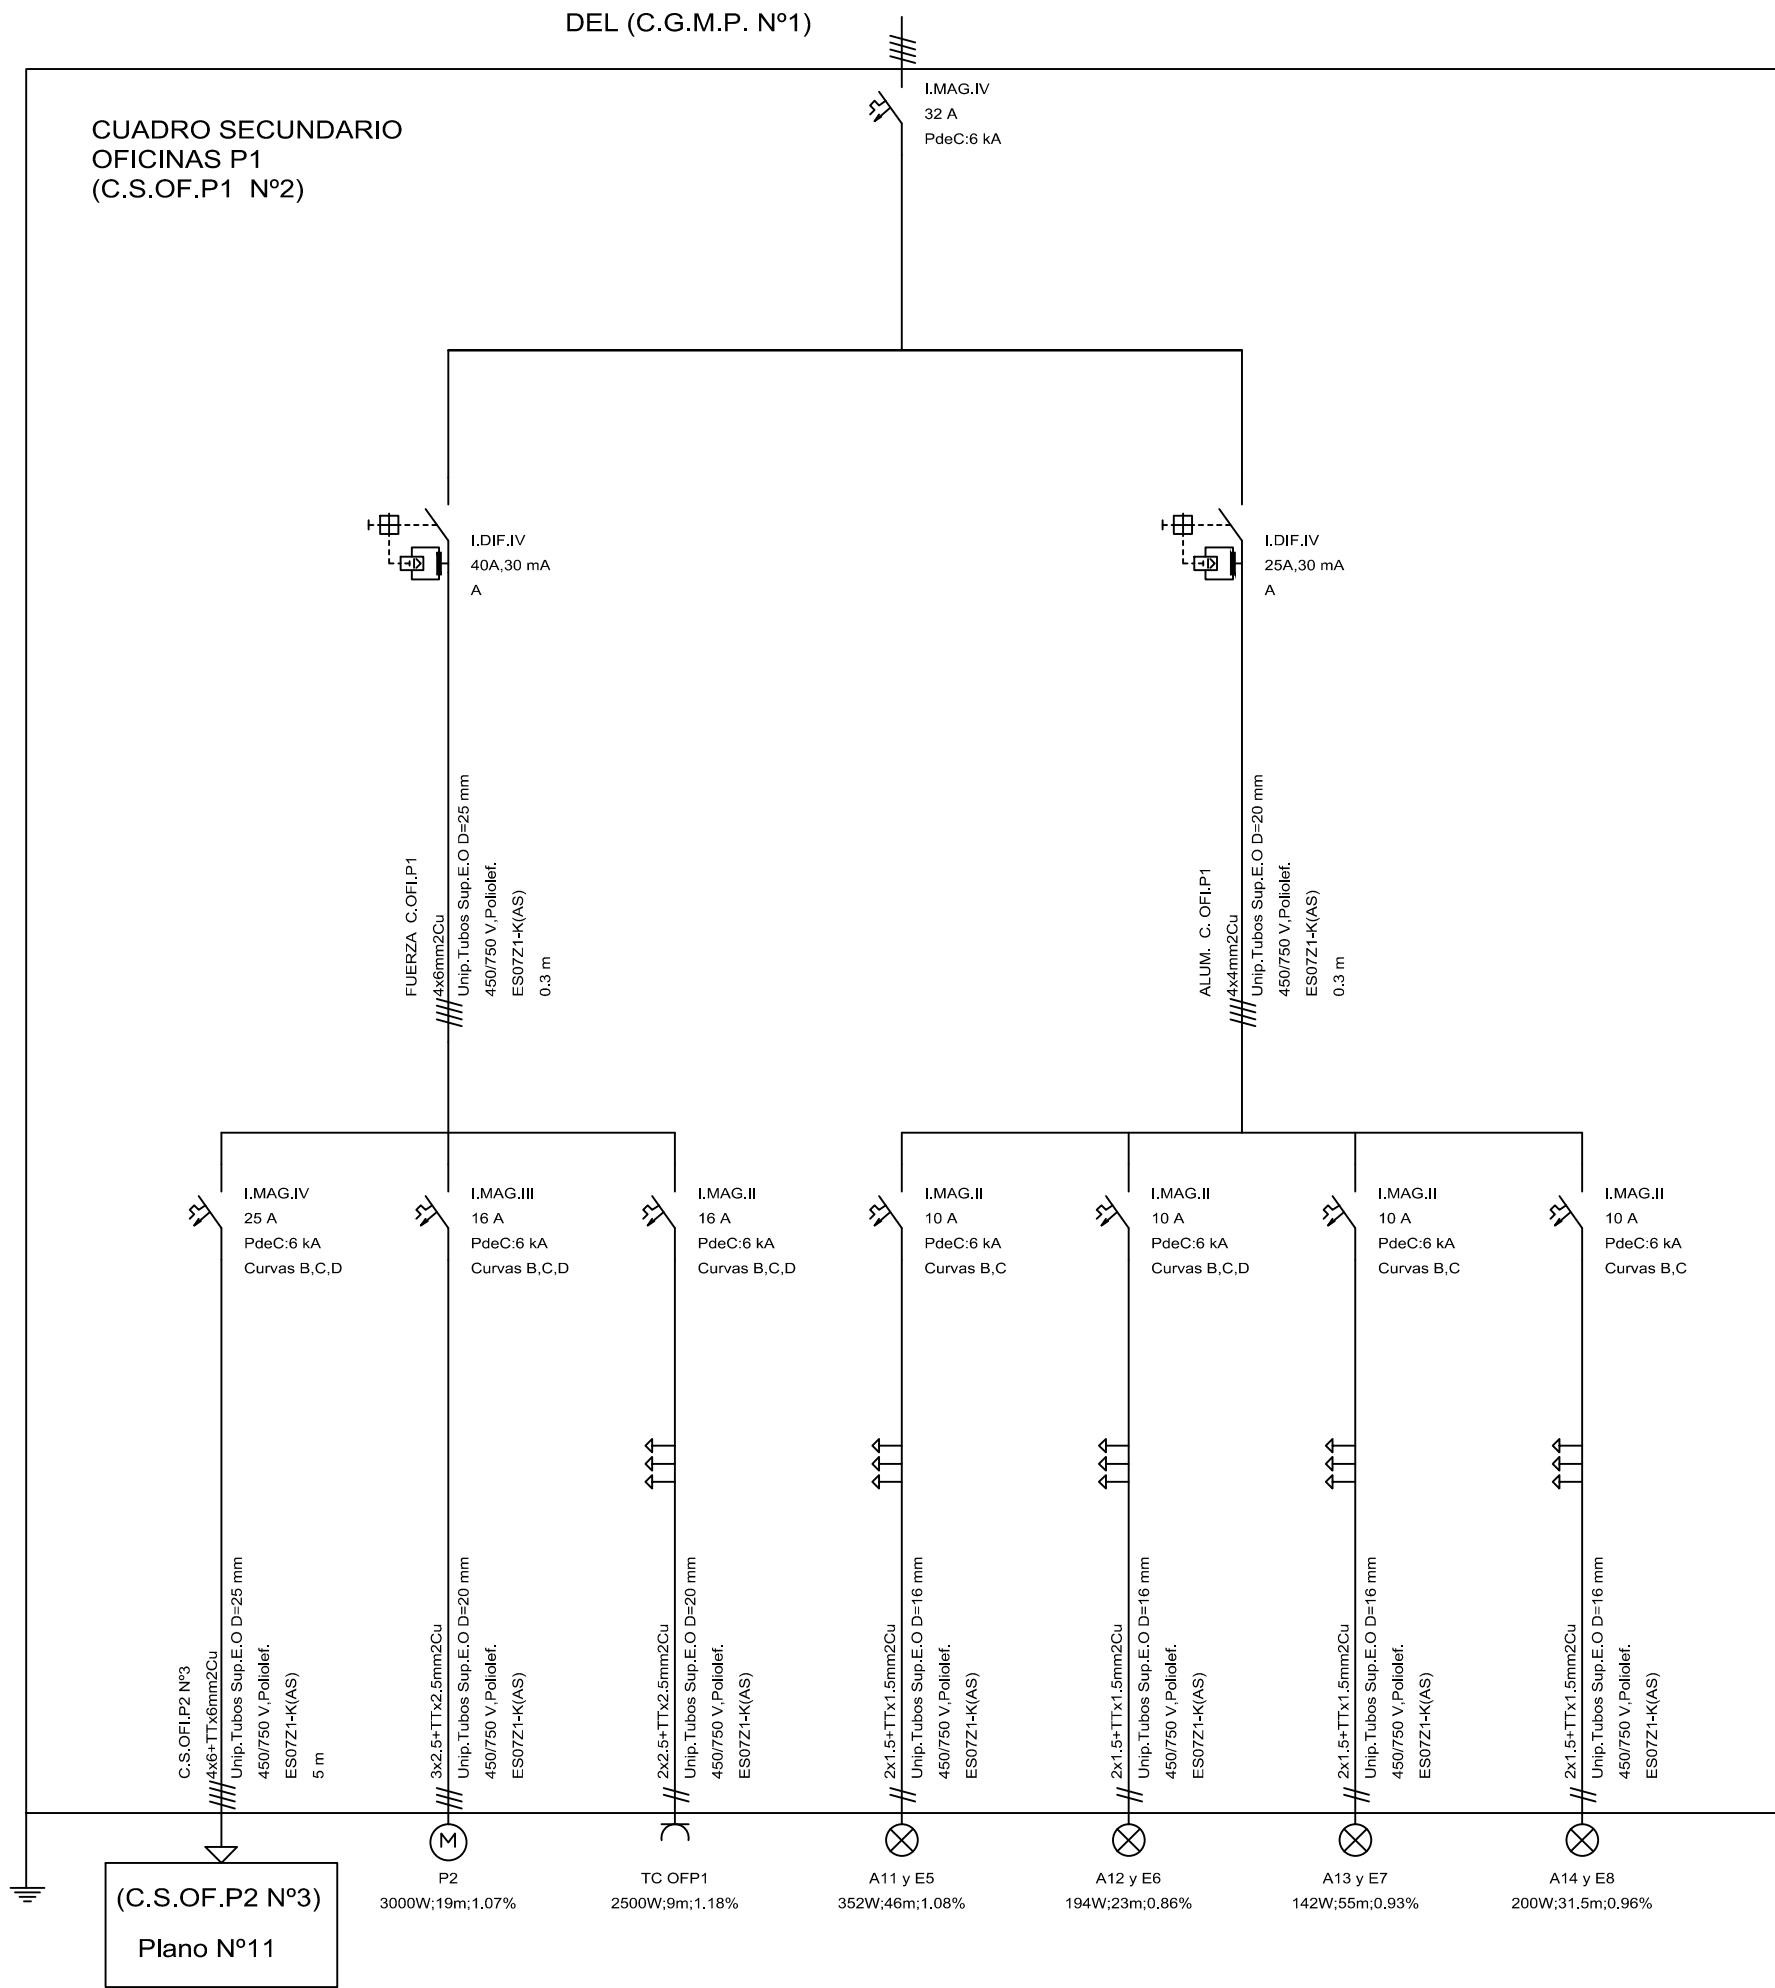 DEL (C.G.M.P. Nº1)
I.MAG.IV
32 A
PdeC:6 kA
CUADRO SECUNDARIO
OFICINAS P1
(C.S.OF.P1  Nº2)
I.DIF.IV
40A,30 mA
A
I.DIF.IV
25A,30 mA
A
FUERZA  C.OFI.P1
4x6mm2Cu
Unip.Tubos Sup.E.O D=25 mm
450/750 V,Poliolef.
ES07Z1-K(AS)
0.3 m
ALUM.  C. OFI.P1
4x4mm2Cu
Unip.Tubos Sup.E.O D=20 mm
450/750 V,Poliolef.
ES07Z1-K(AS)
0.3 m
I.MAG.IV
25 A
PdeC:6 kA
Curvas B,C,D
I.MAG.III
16 A
PdeC:6 kA
Curvas B,C,D
I.MAG.II
16 A
PdeC:6 kA
Curvas B,C,D
I.MAG.II
10 A
PdeC:6 kA
Curvas B,C
I.MAG.II
10 A
PdeC:6 kA
Curvas B,C,D
I.MAG.II
10 A
PdeC:6 kA
Curvas B,C
I.MAG.II
10 A
PdeC:6 kA
Curvas B,C
C.S.OFI.P2 Nº3
4x6+TTx6mm2Cu
Unip.Tubos Sup.E.O D=25 mm
450/750 V,Poliolef.
ES07Z1-K(AS)
5 m
3x2.5+TTx2.5mm2Cu
Unip.Tubos Sup.E.O D=20 mm
450/750 V,Poliolef.
ES07Z1-K(AS)
2x2.5+TTx2.5mm2Cu
Unip.Tubos Sup.E.O D=20 mm
450/750 V,Poliolef.
ES07Z1-K(AS)
2x1.5+TTx1.5mm2Cu
Unip.Tubos Sup.E.O D=16 mm
450/750 V,Poliolef.
ES07Z1-K(AS)
2x1.5+TTx1.5mm2Cu
Unip.Tubos Sup.E.O D=16 mm
450/750 V,Poliolef.
ES07Z1-K(AS)
2x1.5+TTx1.5mm2Cu
Unip.Tubos Sup.E.O D=16 mm
450/750 V,Poliolef.
ES07Z1-K(AS)
2x1.5+TTx1.5mm2Cu
Unip.Tubos Sup.E.O D=16 mm
450/750 V,Poliolef.
ES07Z1-K(AS)
(C.S.OF.P2 Nº3)
Plano Nº11
M
P2
3000W;19m;1.07%
TC OFP1
2500W;9m;1.18%
A11 y E5
352W;46m;1.08%
A12 y E6
194W;23m;0.86%
A13 y E7
142W;55m;0.93%
A14 y E8
200W;31.5m;0.96%